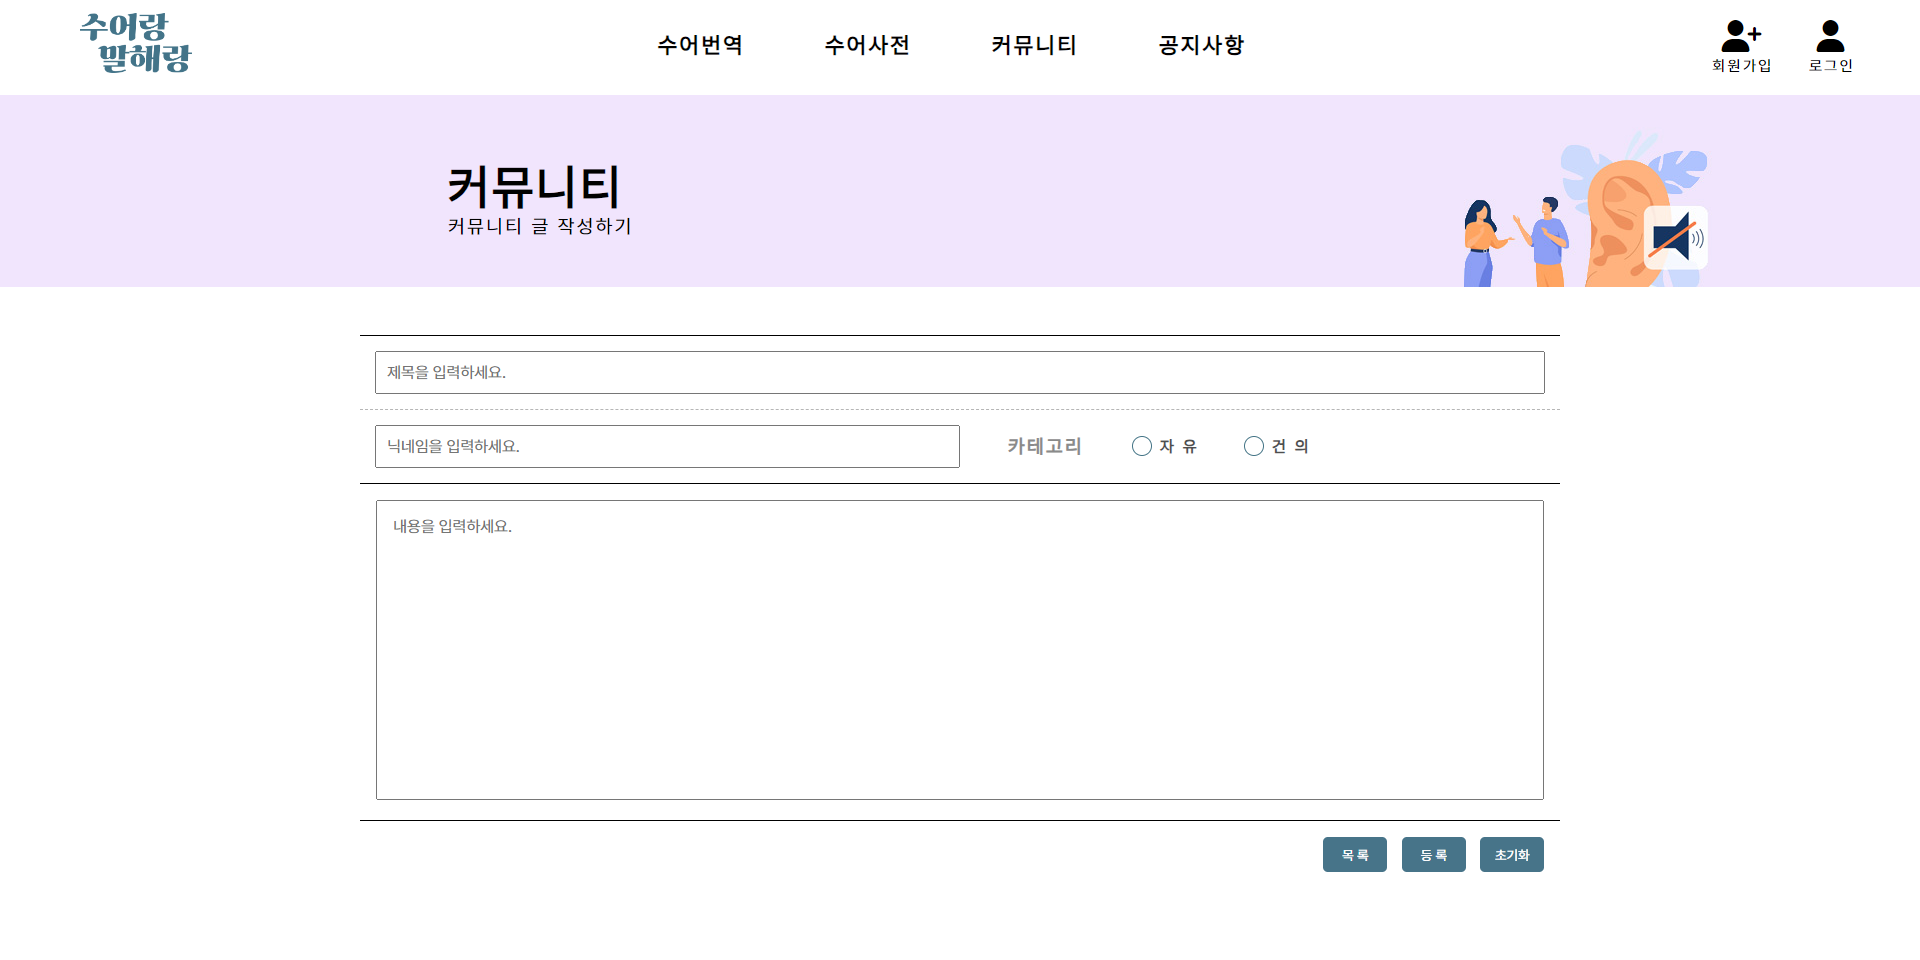 수어랑
말해랑
수어번역
수어사전
커뮤니티
공지사항
회원가입
로그인
커뮤니티
커뮤니티 글 작성하기
제목을 입력하세요.
닉네임을 입력하세요.
카테고리
자 유
건 의
내용을 입력하세요.
목 록
등 록
초기화